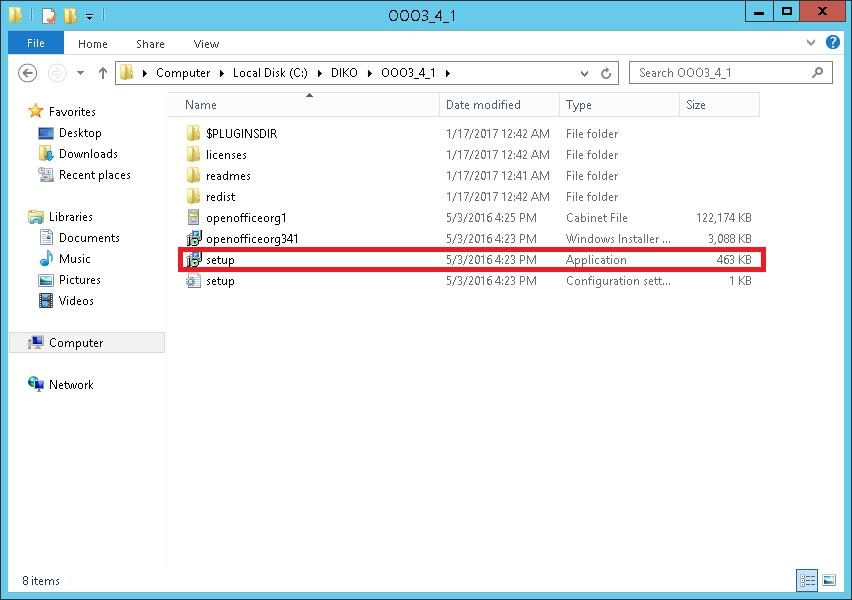 OOO3_4_1
File Home Share View
Computer Local Disk (C:) DIKO OOO3_4_1 Search OOO3_4_1
Name Date modified Type Size
Favorites
Desktop
Downloads
Recent places
Libraries
Documents
Music
Pictures
Videos
Computer
Network
$PLUGINSDIR 1/17/2017 12:42 AM File folder
licenses 1/17/2017 12:42 AM File folder
readmes 1/17/2017 12:41 AM File folder
redist 1/17/2017 12:42 AM File folder
openofficeorg1 5/3/2016 4:25 PM Cabinet File 122,174 KB
openofficeorg341 5/3/2016 4:23 PM Windows Installer ... 3,088 KB
setup 5/3/2016 4:23 PM Application 463 KB
setup 5/3/2016 4:23 PM Configuration sett... 1 KB
8 items